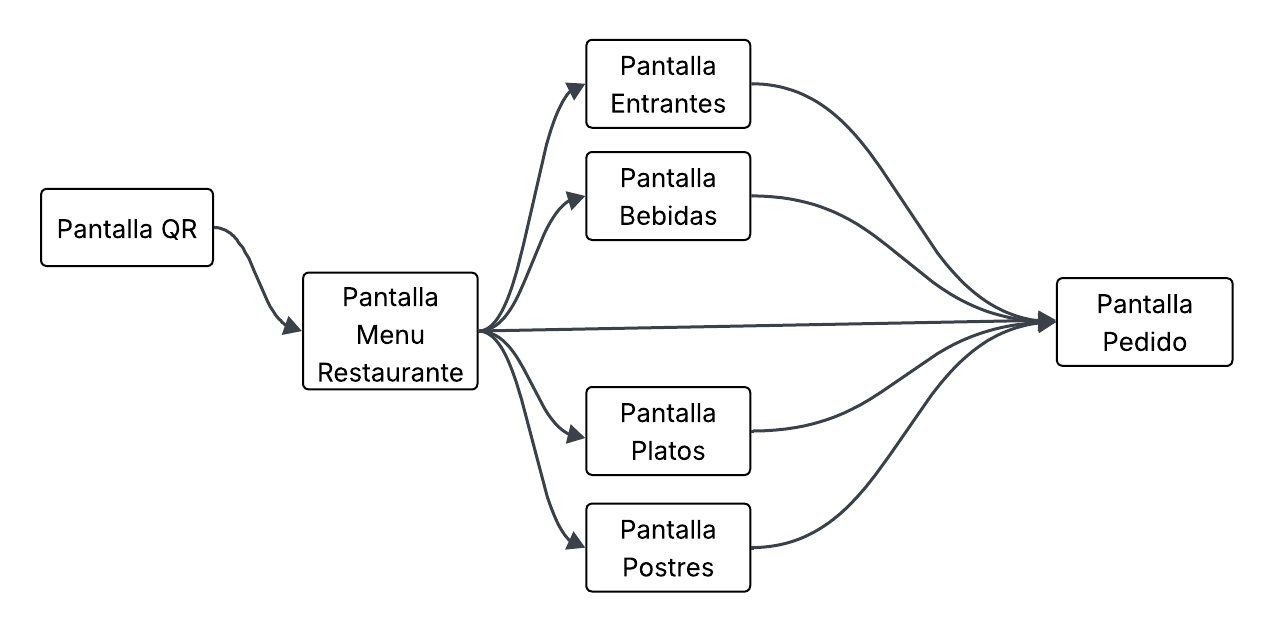 Pantalla QR
Pantalla
Menu
Restaurante
Pantalla
Entrantes
Pantalla
Bebidas
Pantalla
Platos
Pantalla
Postres
Pantalla
Pedido